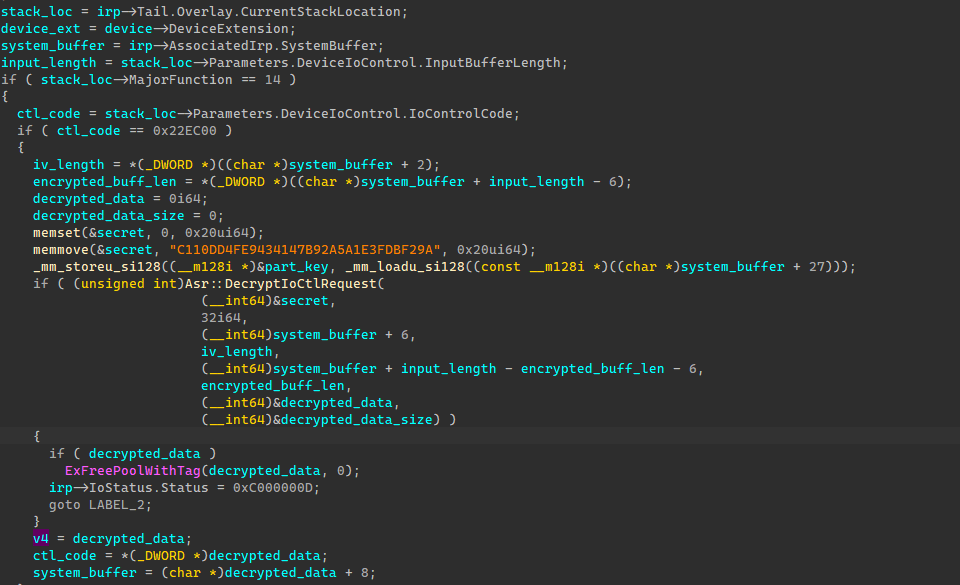 stack_loc = irp->Tail.Overlay.CurrentStackLocation;
device_ext = device->DeviceExtension;
system_buffer = irp->AssociatedIrp.SystemBuffer;
input_length = stack_loc->Parameters.DeviceIoControl.InputBufferLength;
if ( stack_loc->MajorFunction == 14 )
{
ctl_code = stack_loc->Parameters.DeviceIoControl.IoControlCode;
if ( ctl_code == 0x22EC00 )
{
iv_length = *(_DWORD *)((char *)system_buffer + 2);
encrypted_buff_len = *(_DWORD *)((char *)system_buffer + input_length - 6);
decrypted_data = 0i64;
decrypted_data_size = 0;
memset(&secret, 0, 0x20ui64);
memmove(&secret, "C110DD4FE9434147B92A5A1E3FDBF29A", 0x20ui64);
_mm_storeu_si128((__m128i *)&part_key, _mm_loadu_si128((const __m128i *)((char *)system_buffer + 27)));
if ( (unsigned int)Asr::DecryptIoCtlRequest(
(__int64)&secret,
32i64,
(__int64)system_buffer + 6,
iv_length,
(__int64)system_buffer + input_length - encrypted_buff_len - 6,
encrypted_buff_len,
(__int64)&decrypted_data,
(__int64)&decrypted_data_size) )
{
if ( decrypted_data )
ExFreePoolWithTag(decrypted_data, 0);
irp->IoStatus.Status = 0xC000000D;
goto LABEL_2;
}
v4 = decrypted_data;
ctl_code = *(_DWORD *)decrypted_data;
system_buffer = (char *)decrypted_data + 8;